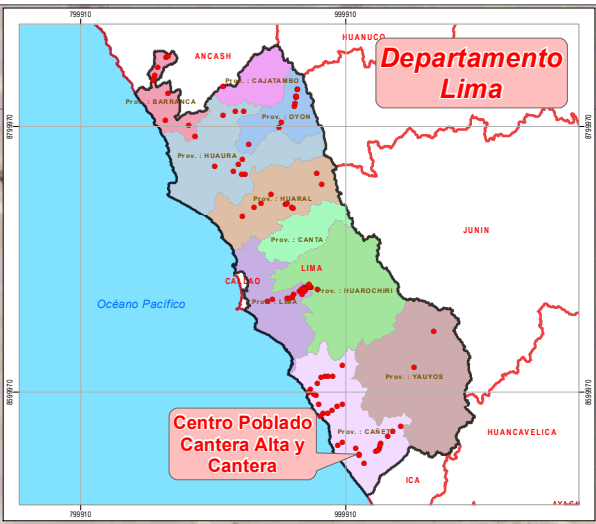 799910
999910
HUANUCO
ANCASH
Departamento
Lima
Prov. : CAJATAMBO
Prov. : BARRANCA
Prov. : OYON
8799970
8799970
Prov. : HUAURA
Prov. : HUARAL
JUNIN
Prov. : CANTA
LIMA
CALLAO
Prov. : HUAROCHIRI
Océano Pacífico
Prov. : LIMA
Prov. : YAUYOS
8599970
8599970
Centro Poblado
Cantera Alta y
Cantera
Prov. : CAÑETE
HUANCAVELICA
ICA
799910
999910